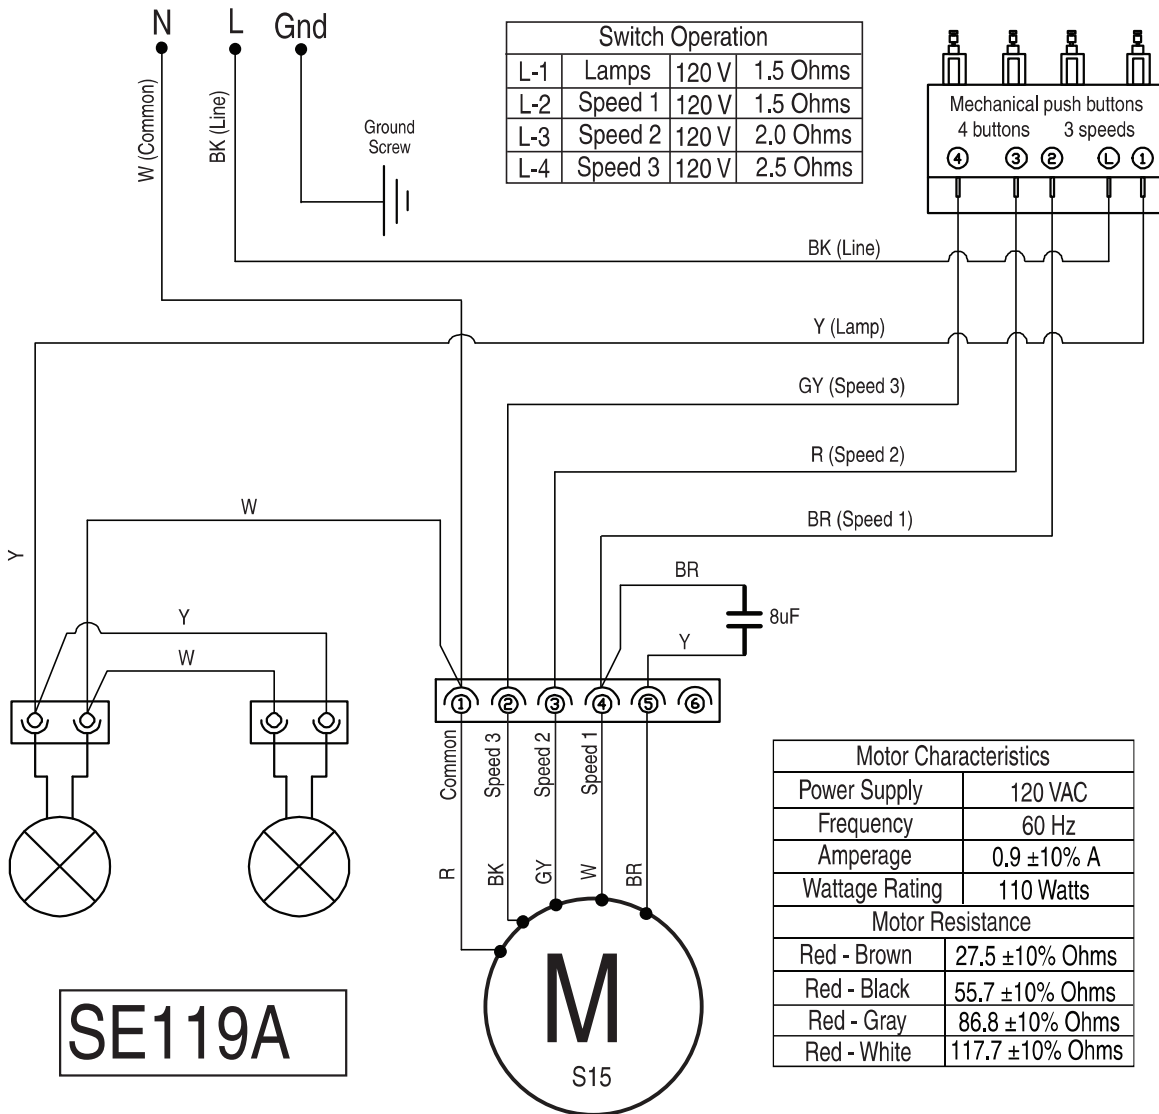 N L Gnd
W (Common)
BK (Line)
Ground
Screw
Switch Operation
L-1 Lamps 120 V 1.5 Ohms
L-2 Speed 1 120 V 1.5 Ohms
L-3 Speed 2 120 V 2.0 Ohms
L-4 Speed 3 120 V 2.5 Ohms
Mechanical push buttons
4 buttons 3 speeds
4 3 2 L 1
BK (Line)
Y (Lamp)
GY (Speed 3)
R (Speed 2)
BR (Speed 1)
W
Y
Y
W
BR
8uF
Y
1 2 3 4 5 6
Common
Speed 3
Speed 2
Speed 1
R
BK
GY
W
BR
M
S15
SE119A
Motor Characteristics
Power Supply 120 VAC
Frequency 60 Hz
Amperage 0.9 ±10% A
Wattage Rating 110 Watts
Motor Resistance
Red - Brown 27.5 ±10% Ohms
Red - Black 55.7 ±10% Ohms
Red - Gray 86.8 ±10% Ohms
Red - White 117.7 ±10% Ohms